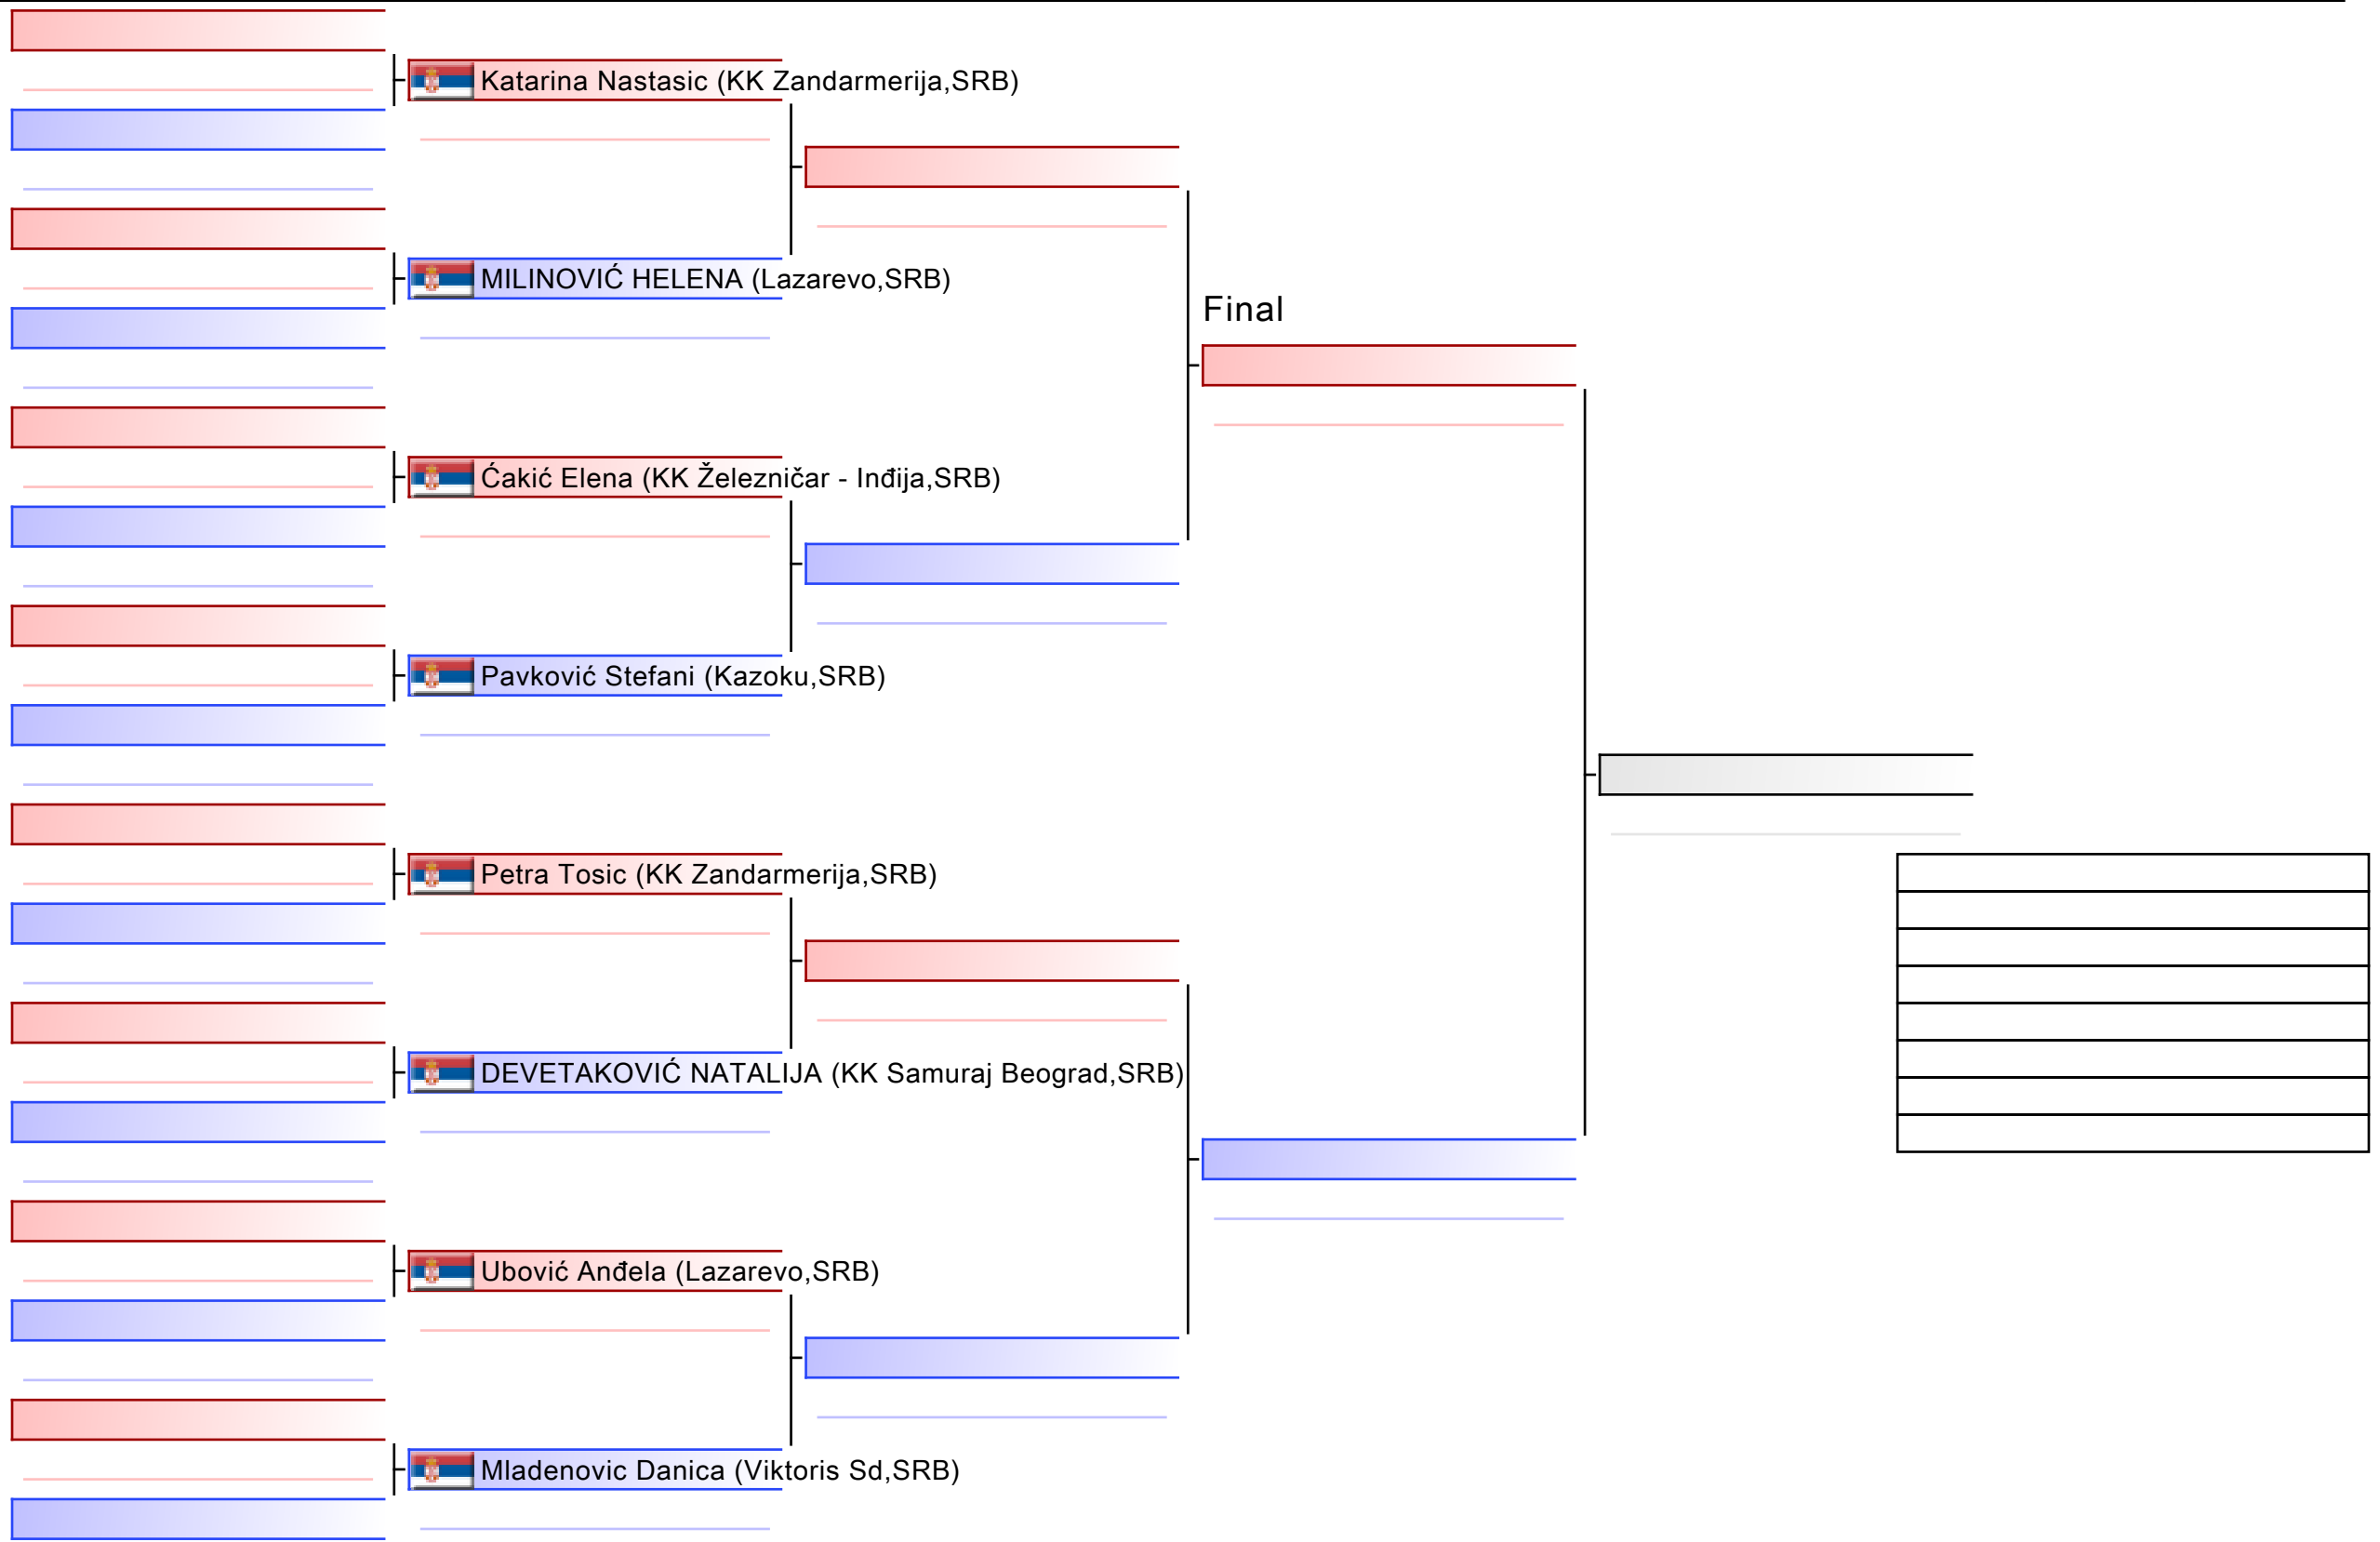 Katarina Nastasic (KK Zandarmerija,SRB)
MILINOVIĆ HELENA (Lazarevo,SRB)
Final
Ćakić Elena (KK Železničar - Inđija,SRB)
Pavković Stefani (Kazoku,SRB)
Petra Tosic (KK Zandarmerija,SRB)
DEVETAKOVIĆ NATALIJA (KK Samuraj Beograd,SRB)
Ubović Anđela (Lazarevo,SRB)
Mladenovic Danica (Viktoris Sd,SRB)